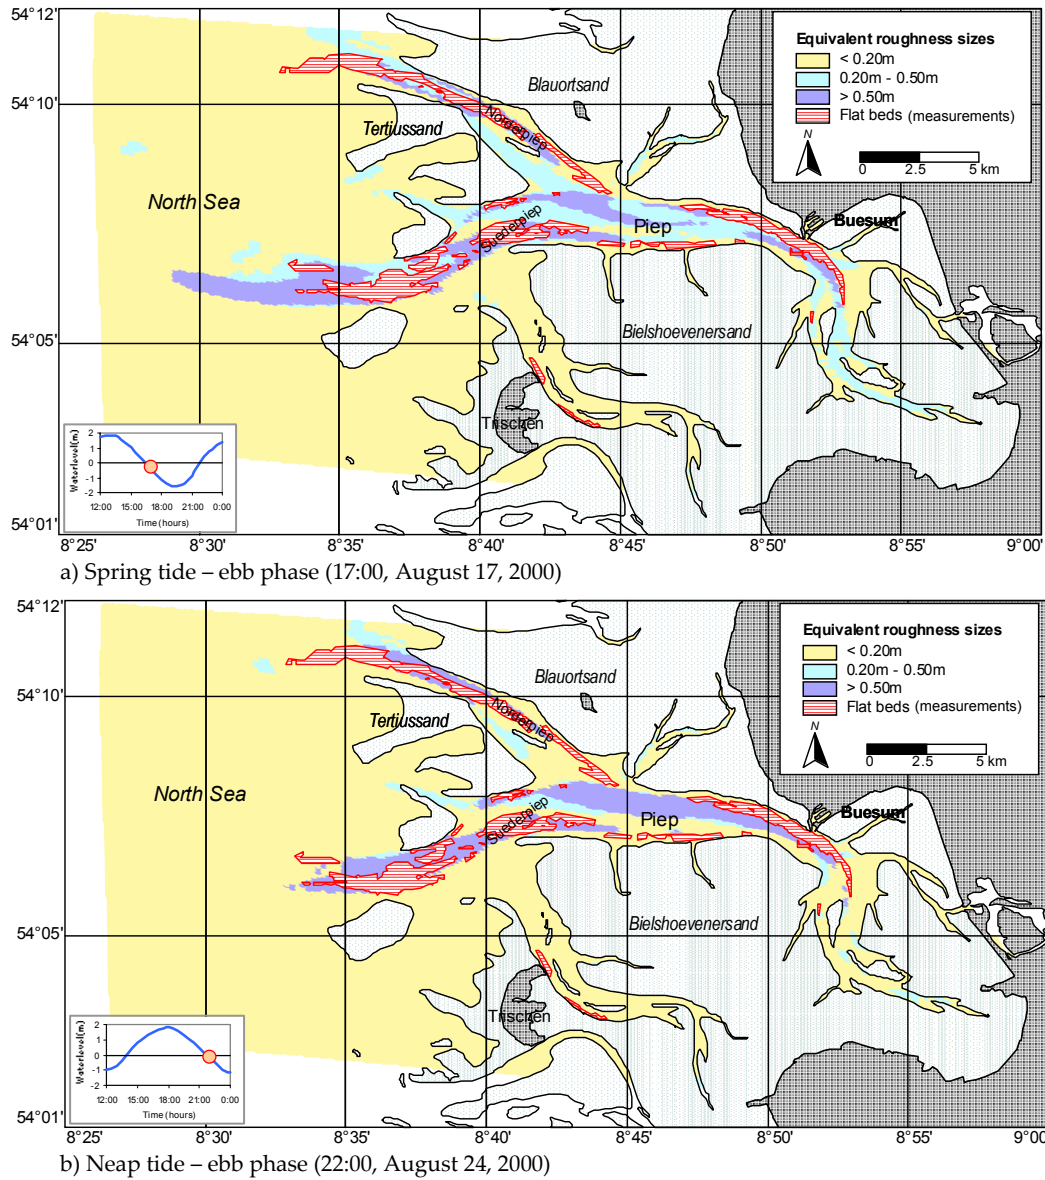 54°12'
Equivalent roughness sizes
< 0.20m
0.20m - 0.50m
> 0.50m
Flat beds (measurements)
N
0 2.5 5 km
Blauortsand
54°10'
Norderpiep
Tertiussand
North Sea
Suederpiep
Piep
Buesum
54°05'
Bielshoevenersand
Trischen
Waterlevel(m)
2
1
0
-1
-2
12:00 15:00 18:00 21:00 0:00
Time (hours)
54°01'
8°25' 8°30' 8°35' 8°40' 8°45' 8°50' 8°55' 9°00'
a) Spring tide – ebb phase (17:00, August 17, 2000)
54°12'
Equivalent roughness sizes
< 0.20m
0.20m - 0.50m
> 0.50m
Flat beds (measurements)
N
0 2.5 5 km
Blauortsand
54°10'
Norderpiep
Tertiussand
North Sea
Suederpiep
Piep
Buesum
54°05'
Bielshoevenersand
Trischen
Waterlevel(m)
2
1
0
-1
-2
12:00 15:00 18:00 21:00 0:00
Time (hours)
54°01'
8°25' 8°30' 8°35' 8°40' 8°45' 8°50' 8°55' 9°00'
b) Neap tide – ebb phase (22:00, August 24, 2000)